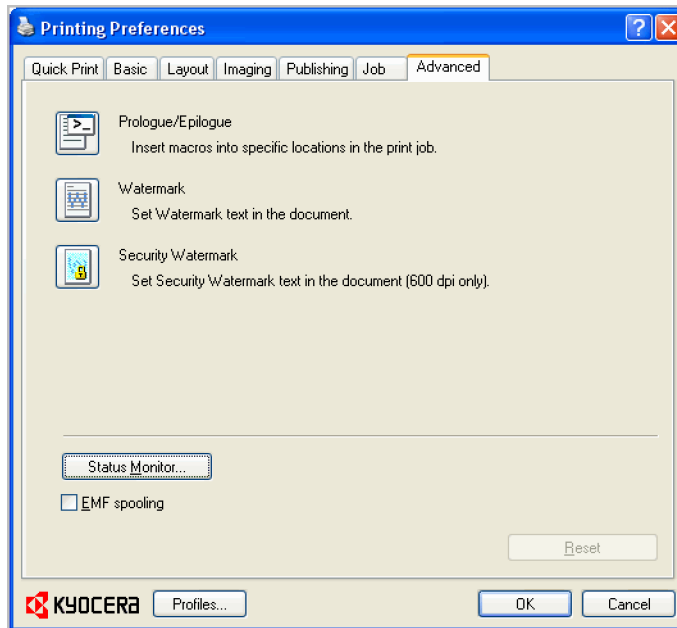 Printing Preferences
Quick Print Basic Layout Imaging Publishing Job Advanced
Prologue/Epilogue
Insert macros into specific locations in the print job.
Watermark
Set Watermark text in the document.
Security Watermark
Set Security Watermark text in the document (600 dpi only).
Status Monitor...
EMF spooling
Reset
KYOCERA Profiles... OK Cancel